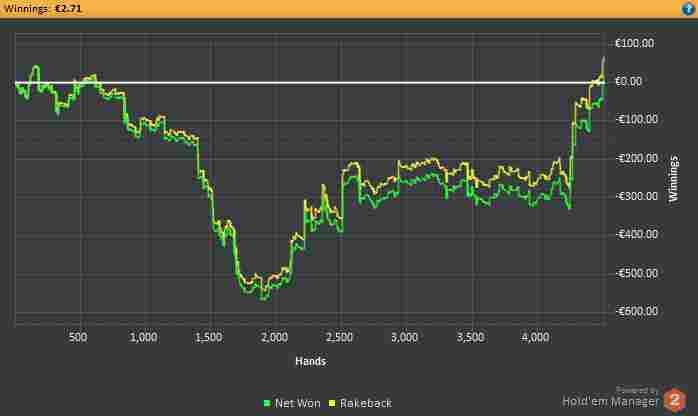 Winnings: €2.71
?
€100.00
€0.00
-€100.00
-€200.00
-€300.00
-€400.00
-€500.00
-€600.00
Winnings
500 1,000 1,500 2,000 2,500 3,000 3,500 4,000
Hands
Net Won Rakeback
Powered by
Hold'em Manager 2